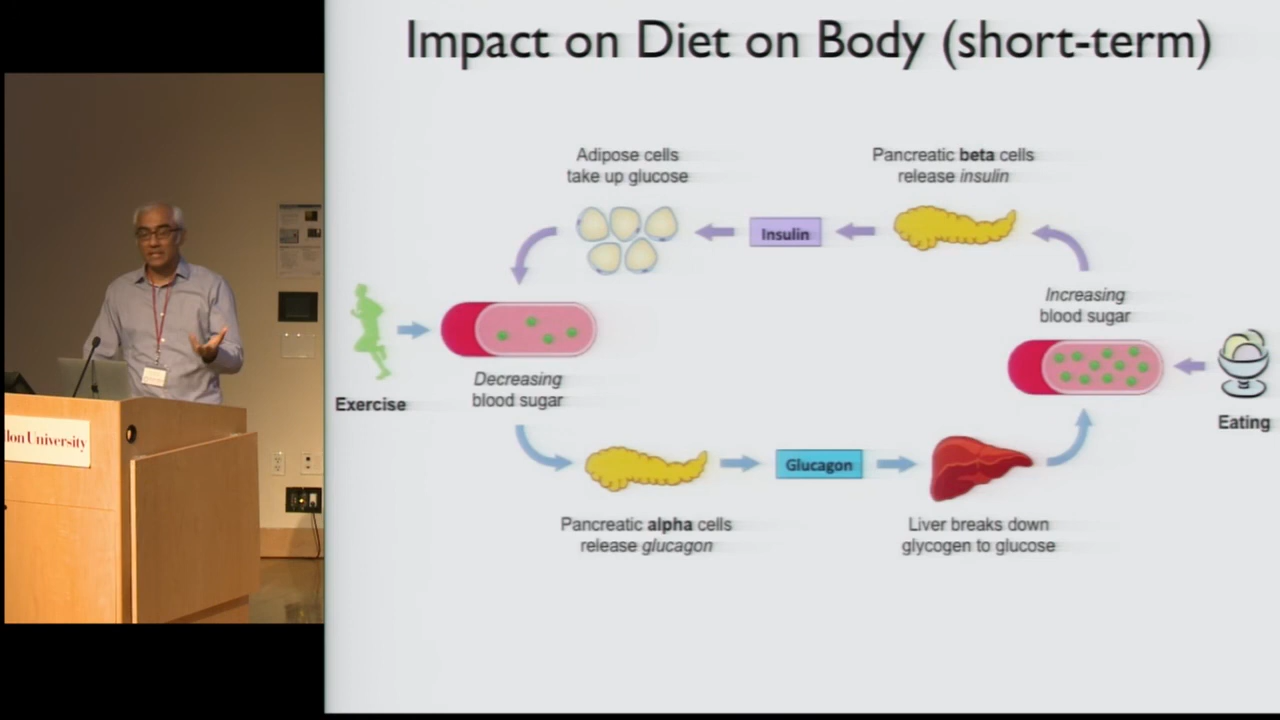 Impact on Diet on Body (short-term)
Adipose cells
take up glucose
Pancreatic beta cells
release insulin
Insulin
Increasing
blood sugar
Exercise
Decreasing
blood sugar
Eating
Glucagon
Pancreatic alpha cells
release glucagon
Liver breaks down
glycogen to glucose
lon University